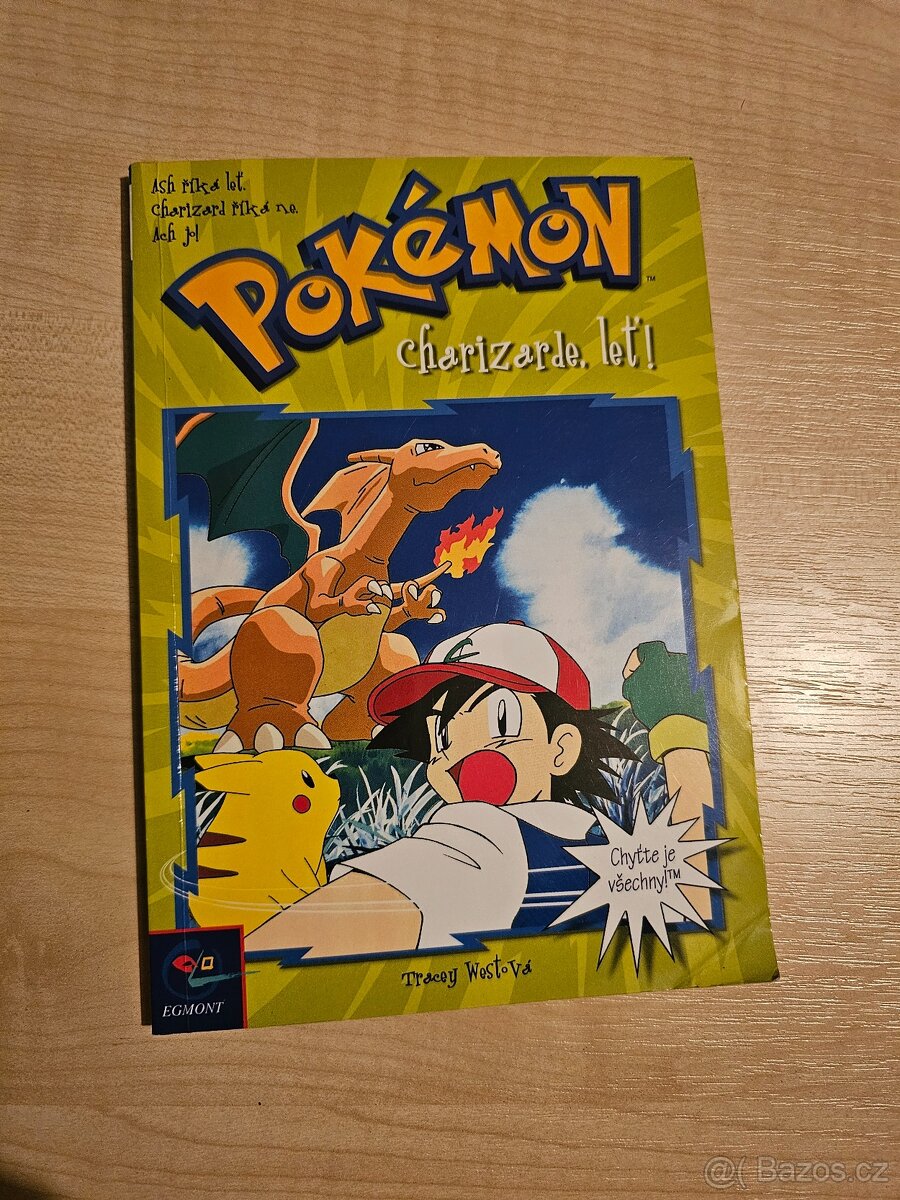 Ash říká leť.
Charizard říká ne.
Ach jo!
POKéMON™
Charizarde, leť!
Chyťte je
všechny!™
Tracey Westová
EGMONT
@( Bazos.cz